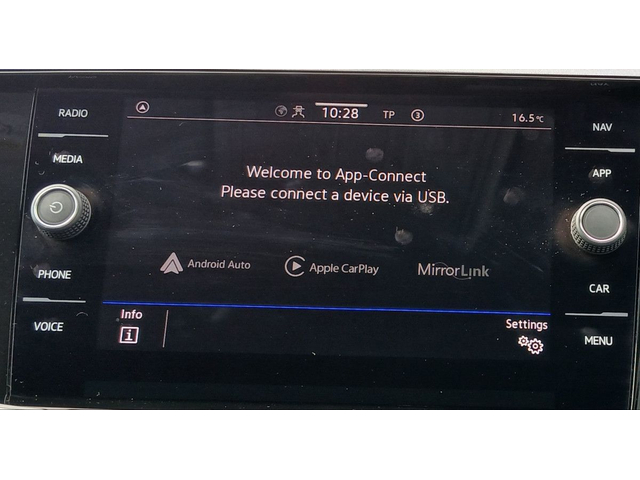 RADIO
MEDIA
PHONE
VOICE
10:28 TP 3 16.5°C
Welcome to App-Connect
Please connect a device via USB.
Android Auto Apple CarPlay MirrorLink
Info
i
Settings
NAV
APP
CAR
MENU